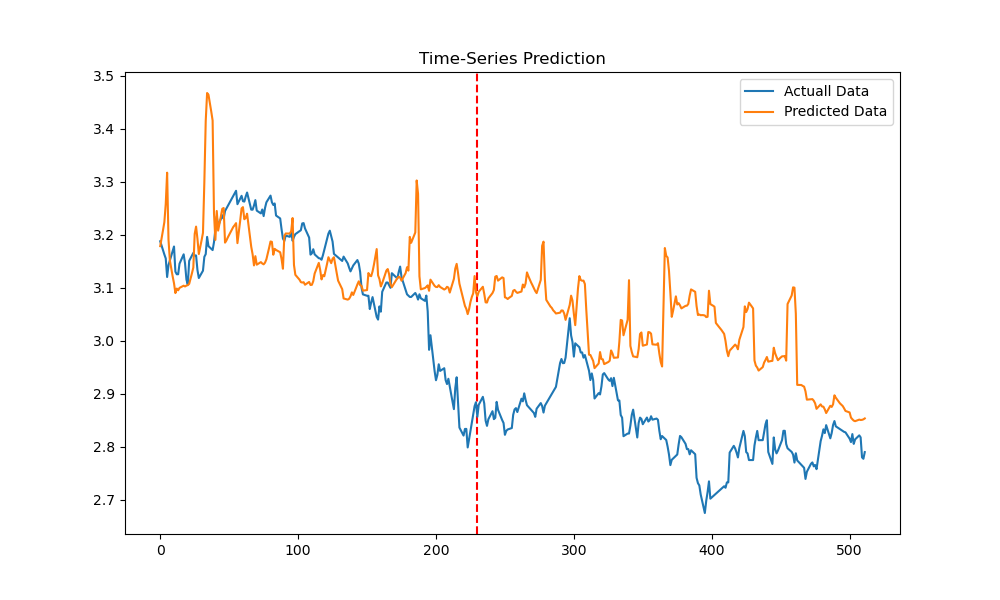 Time-Series Prediction
Actuall Data
Predicted Data
3.5
3.4
3.3
3.2
3.1
3.0
2.9
2.8
2.7
0 100 200 300 400 500